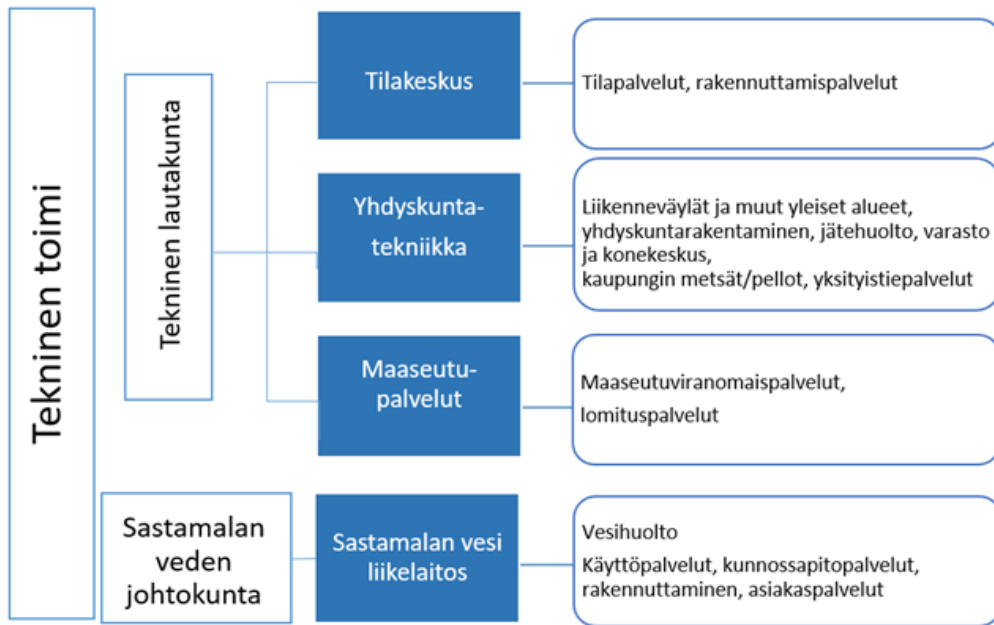 Tekninen toimi
Tekninen lautakunta
Tilakeskus
Tilapalvelut, rakennuttamispalvelut
Yhdyskunta-
tekniikka
Liikenneväylät ja muut yleiset alueet,
yhdyskuntarakentaminen, jätehuolto, varasto
ja konekeskus,
kaupungin metsät/pellot, yksityistiepalvelut
Maaseutu-
palvelut
Maaseutuviranomaispalvelut,
lomituspalvelut
Sastamalan
veden
johtokunta
Sastamalan vesi
liikelaitos
Vesihuolto
Käyttöpalvelut, kunnossapitopalvelut,
rakennuttaminen, asiakaspalvelut